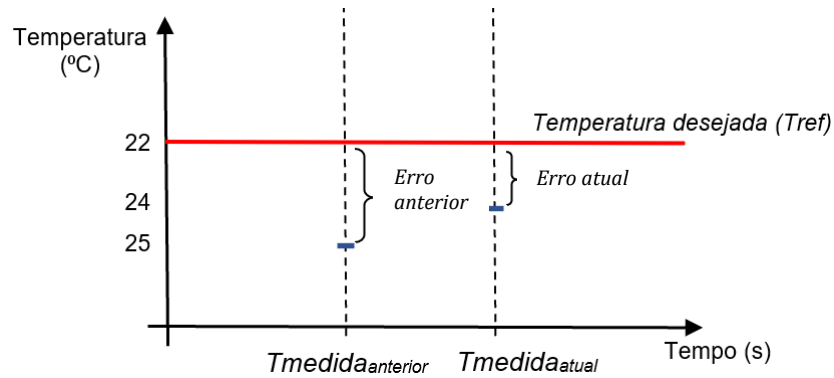 Temperatura
(ºC)
22
Temperatura desejada (Tref)
Erro
anterior
Erro atual
24
25
Tmedidaanterior
Tmedidaatual
Tempo (s)